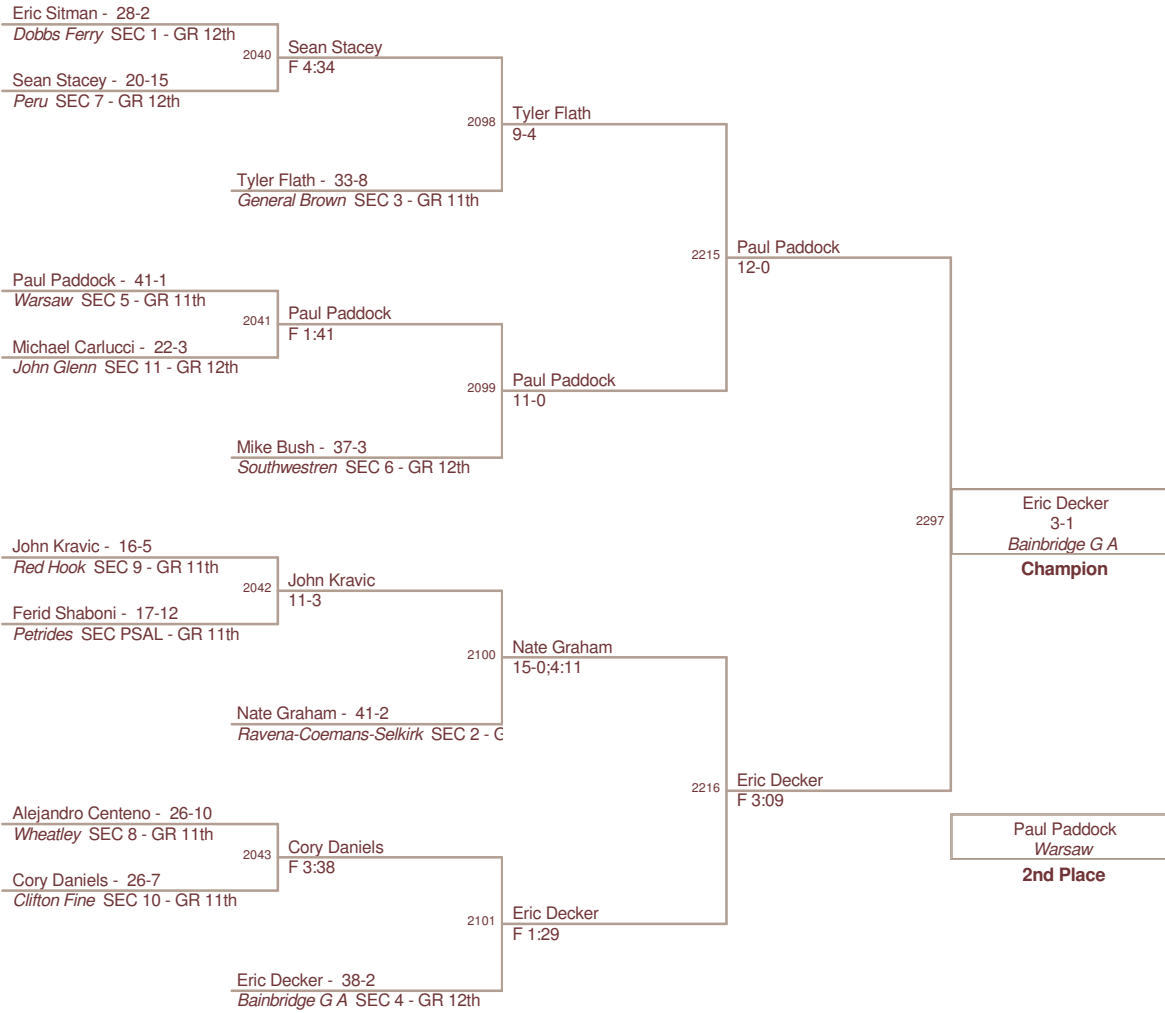 Eric Sitman - 28-2
Dobbs Ferry SEC 1 - GR 12th
2040
Sean Stacey
F 4:34
Sean Stacey - 20-15
Peru SEC 7 - GR 12th
2098
Tyler Flath
9-4
Tyler Flath - 33-8
General Brown SEC 3 - GR 11th
2215
Paul Paddock
12-0
Paul Paddock - 41-1
Warsaw SEC 5 - GR 11th
2041
Paul Paddock
F 1:41
Michael Carlucci - 22-3
John Glenn SEC 11 - GR 12th
2099
Paul Paddock
11-0
Mike Bush - 37-3
Southwestren SEC 6 - GR 12th
2297
Eric Decker
3-1
Bainbridge G A
Champion
John Kravic - 16-5
Red Hook SEC 9 - GR 11th
2042
John Kravic
11-3
Ferid Shaboni - 17-12
Petrides SEC PSAL - GR 11th
2100
Nate Graham
15-0;4:11
Nate Graham - 41-2
Ravena-Coemans-Selkirk SEC 2 - G
2216
Eric Decker
F 3:09
Alejandro Centeno - 26-10
Wheatley SEC 8 - GR 11th
2043
Cory Daniels
F 3:38
Cory Daniels - 26-7
Clifton Fine SEC 10 - GR 11th
Paul Paddock
Warsaw
2nd Place
2101
Eric Decker
F 1:29
Eric Decker - 38-2
Bainbridge G A SEC 4 - GR 12th